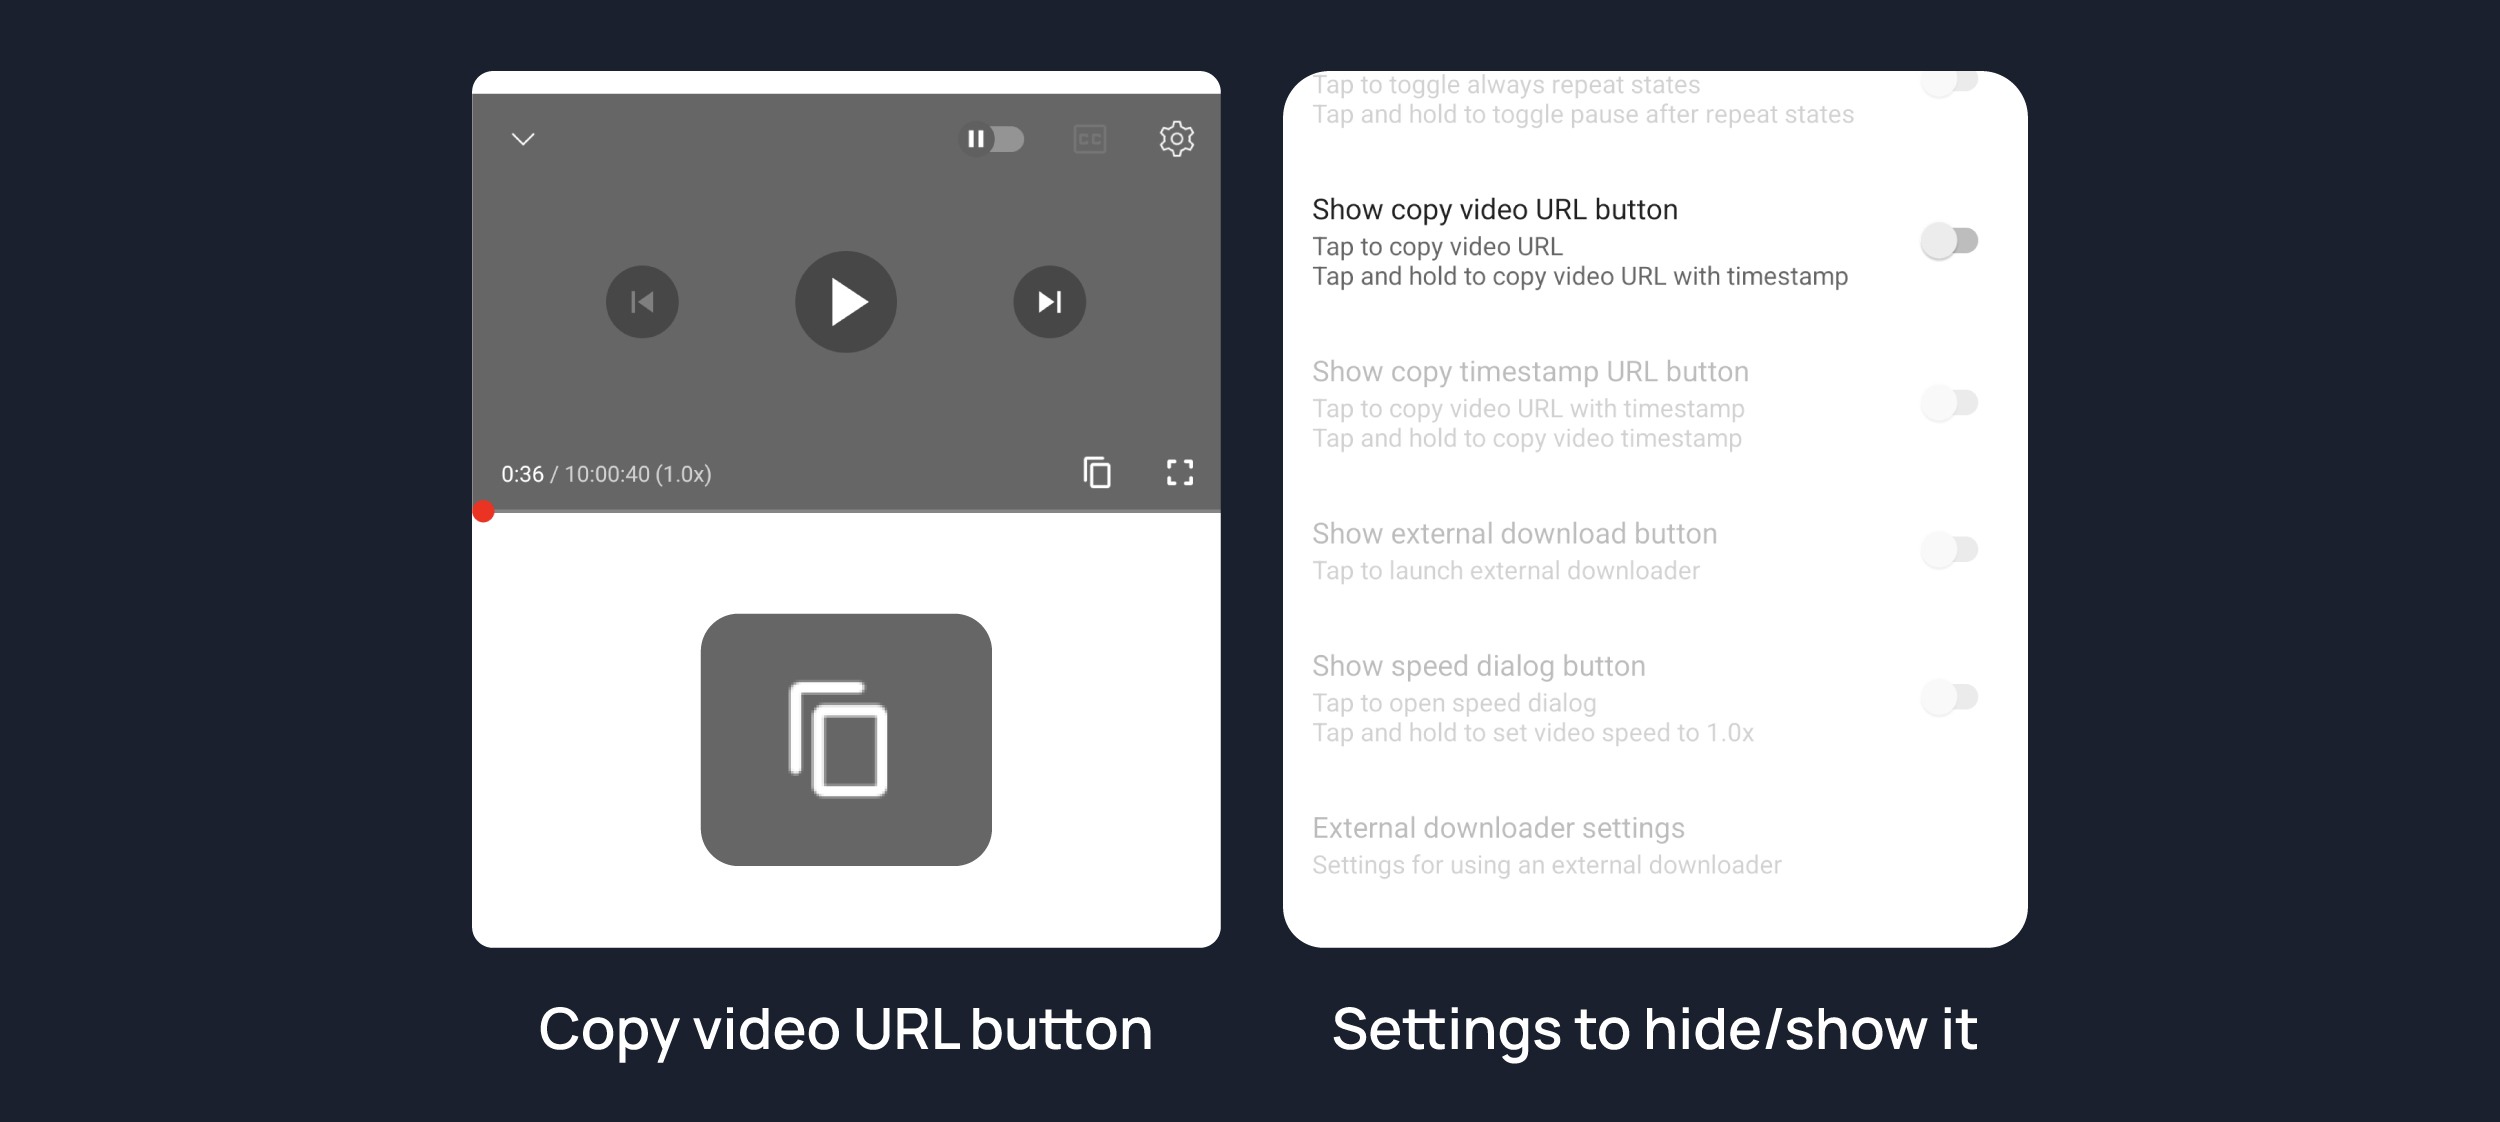 CC
0:36 / 10:00:40 (1.0x)
Copy video URL button
Tap to toggle always repeat states
Tap and hold to toggle pause after repeat states
Show copy video URL button
Tap to copy video URL
Tap and hold to copy video URL with timestamp
Show copy timestamp URL button
Tap to copy video URL with timestamp
Tap and hold to copy video timestamp
Show external download button
Tap to launch external downloader
Show speed dialog button
Tap to open speed dialog
Tap and hold to set video speed to 1.0x
External downloader settings
Settings for using an external downloader
Settings to hide/show it